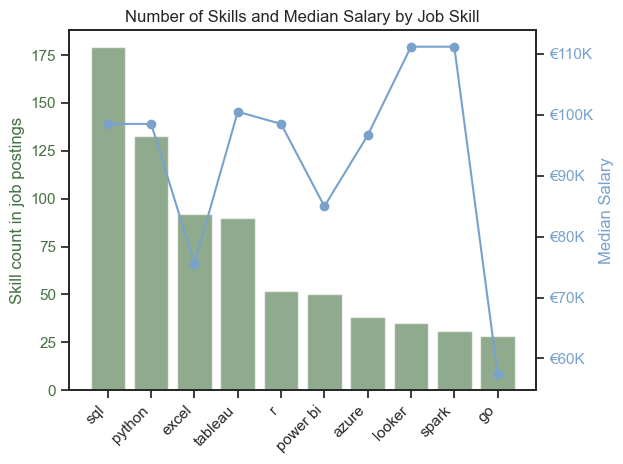 Number of Skills and Median Salary by Job Skill
Skill count in job postings
175
150
125
100
75
50
25
0
€110K
€100K
€90K
€80K
€70K
€60K
Median Salary
sql
python
excel
tableau
r
power bi
azure
looker
spark
go